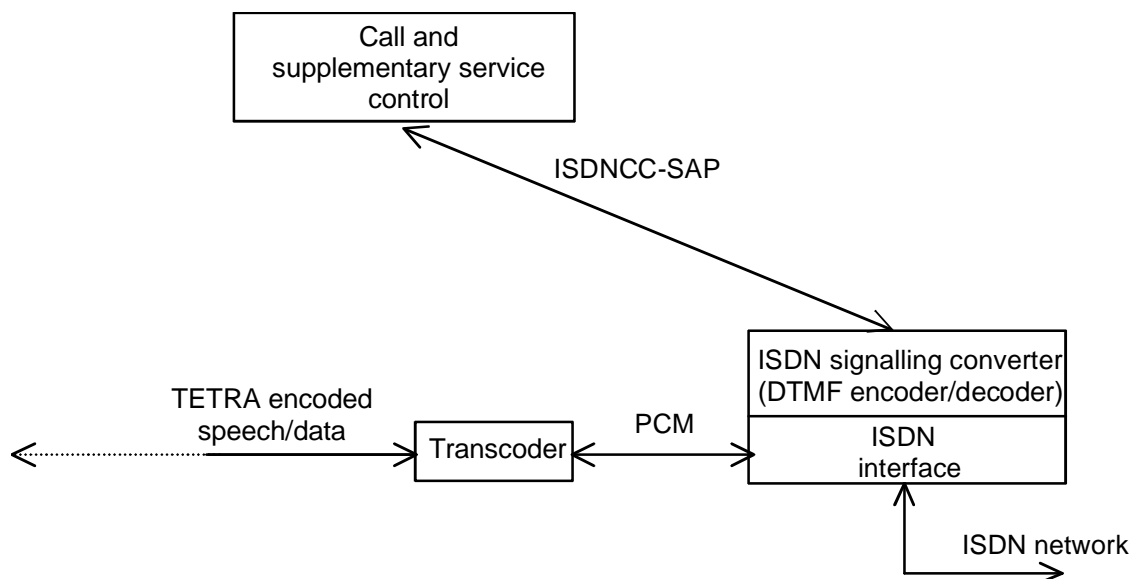 Call and
supplementary service
control
ISDNCC-SAP
ISDN signalling converter
(DTMF encoder/decoder)
TETRA encoded
speech/data
Transcoder
PCM
ISDN
interface
ISDN network